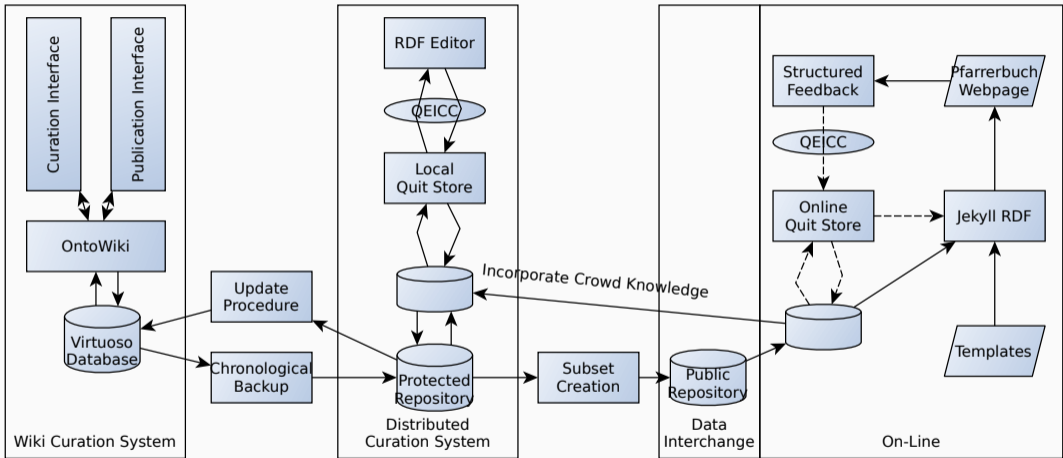 Curation Interface
Publication Interface
OntoWiki
Virtuoso
Database
Wiki Curation System
Update
Procedure
Chronological
Backup
RDF Editor
QEICC
Local
Quit Store
Protected
Repository
Distributed
Curation System
Incorporate Crowd Knowledge
Subset
Creation
Public
Repository
Data
Interchange
Structured
Feedback
Pfarrerbuch
Webpage
QEICC
Online
Quit Store
Jekyll RDF
Templates
On-Line